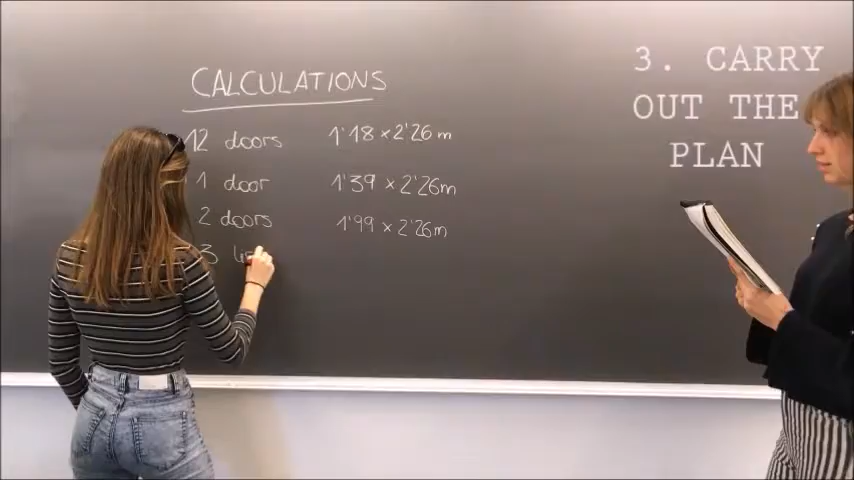 CALCULATIONS
12 doors 1'18 x 2'26 m
1 door 1'39 x 2'26m
2 doors 1'99 x 2'26m
3
3. CARRY
OUT THE
PLAN